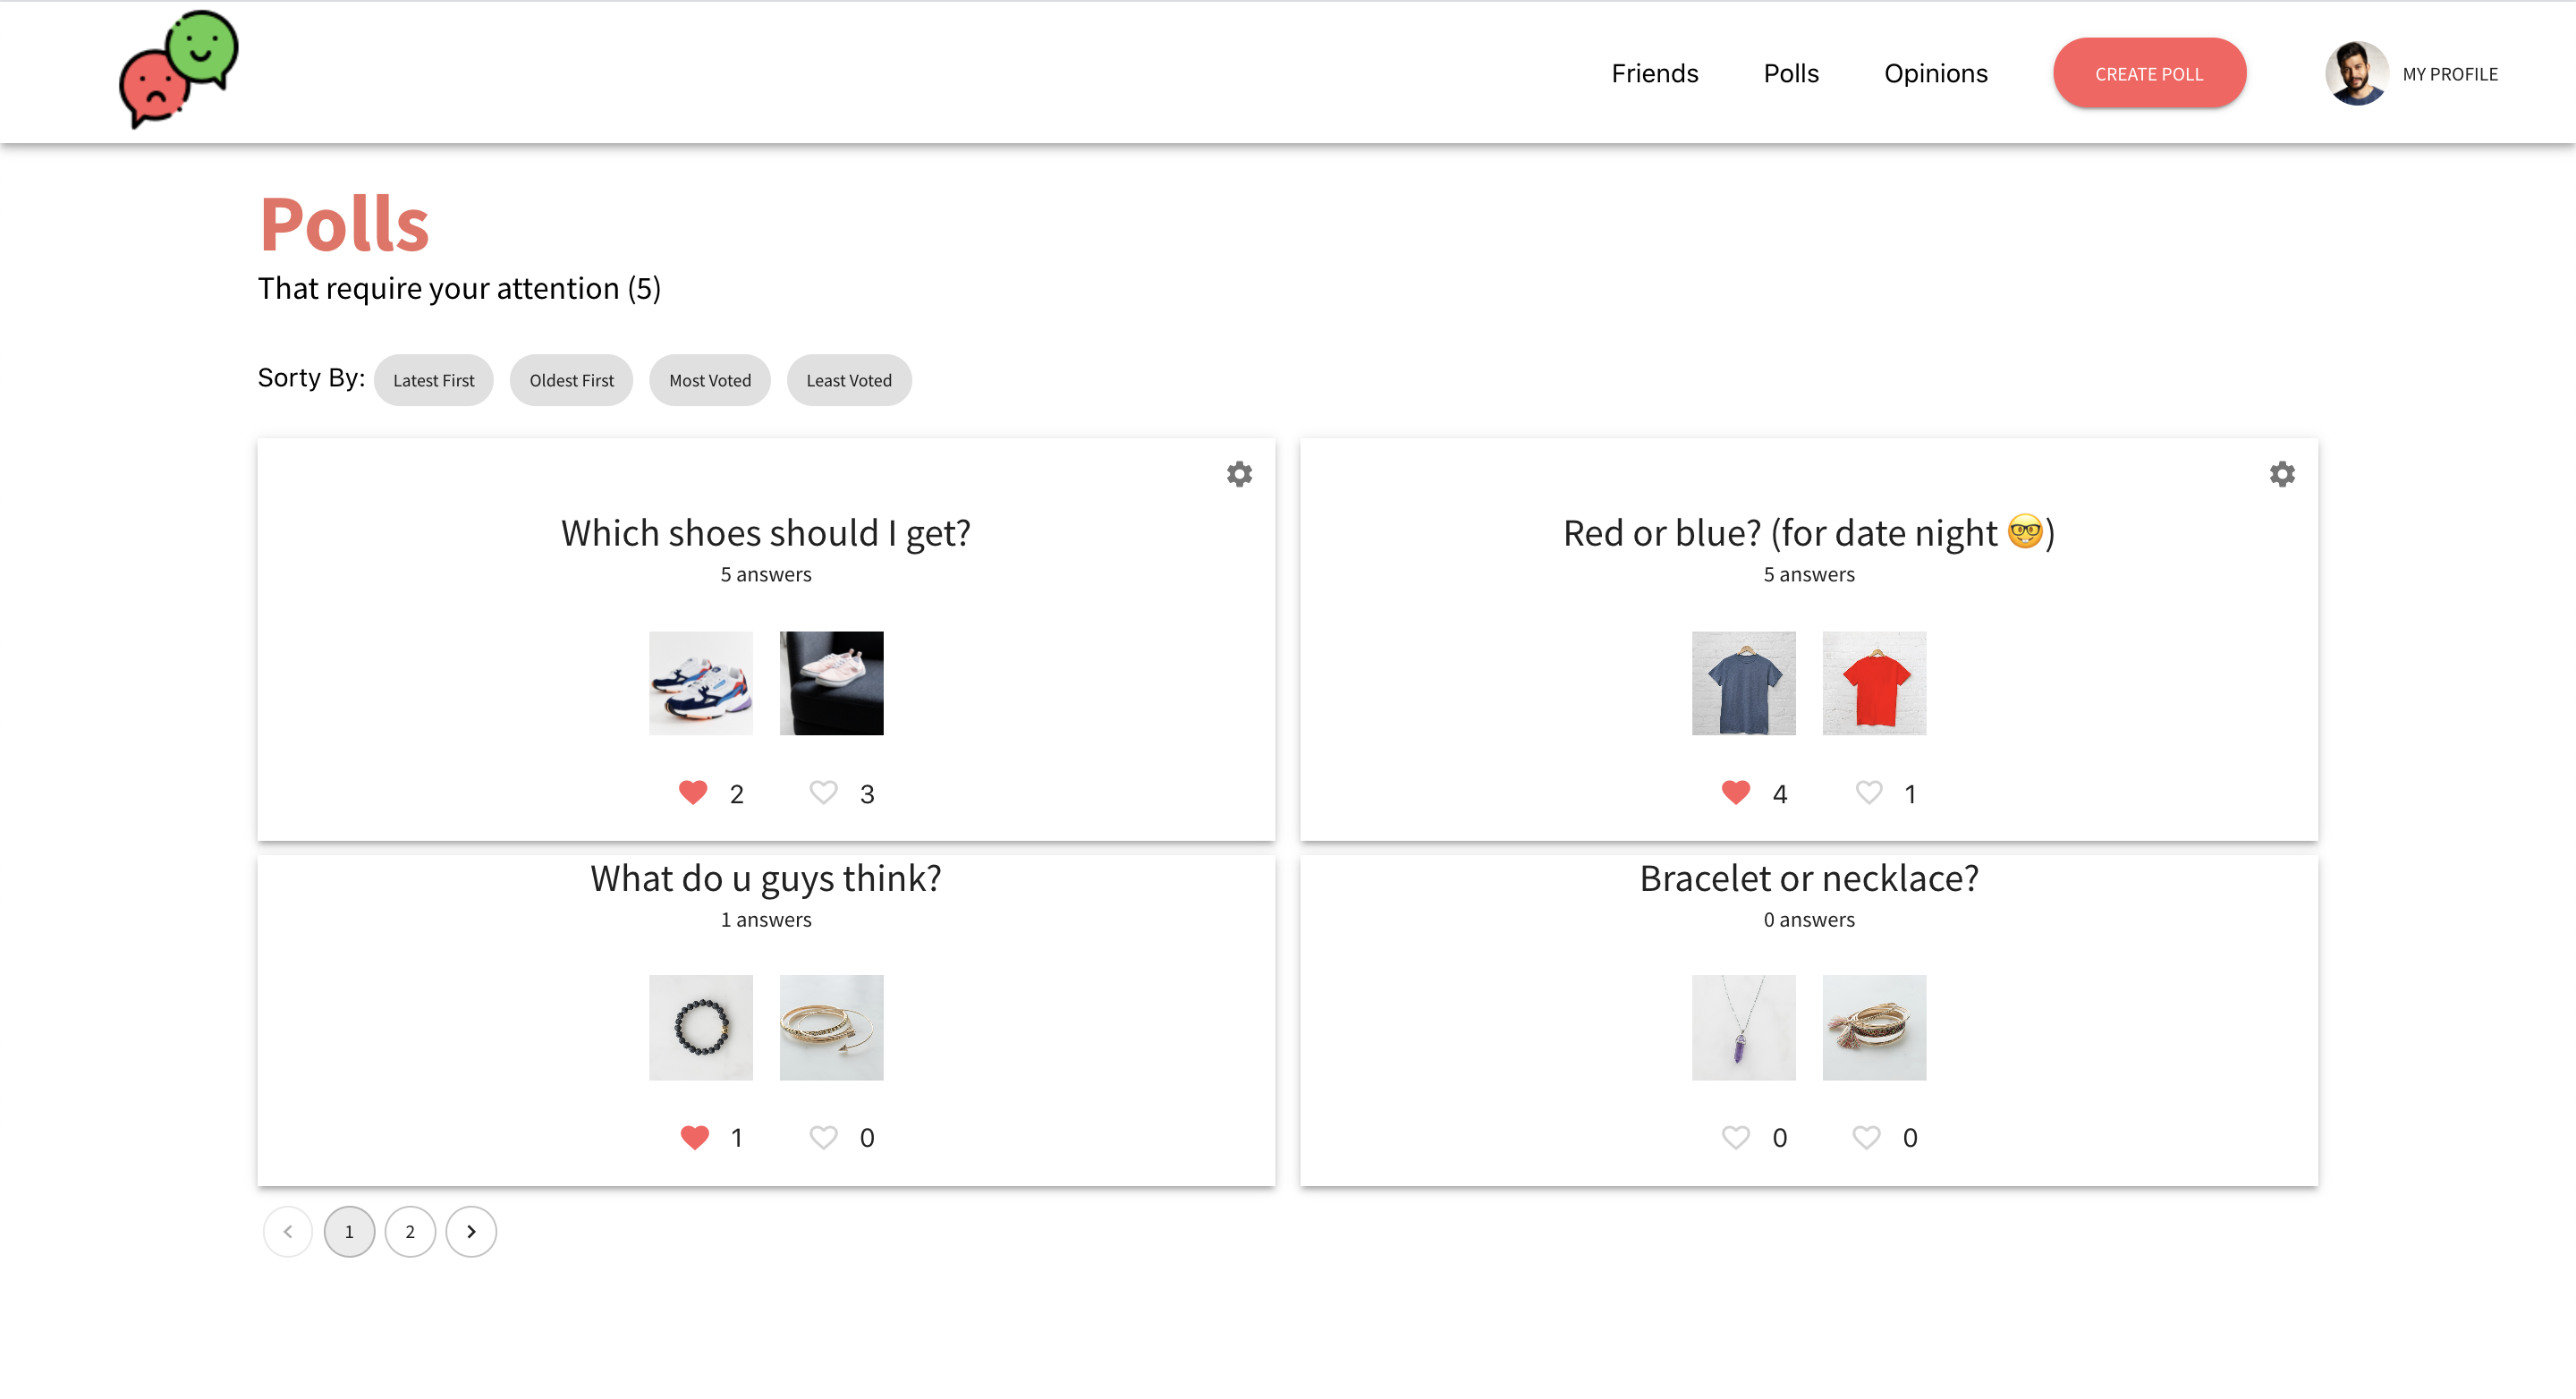 Friends Polls Opinions CREATE POLL MY PROFILE
Polls
That require your attention (5)
Sorty By: Latest First Oldest First Most Voted Least Voted
Which shoes should I get?
5 answers
2 3
Red or blue? (for date night 🤓)
5 answers
4 1
What do u guys think?
1 answers
1 0
Bracelet or necklace?
0 answers
0 0
1 2